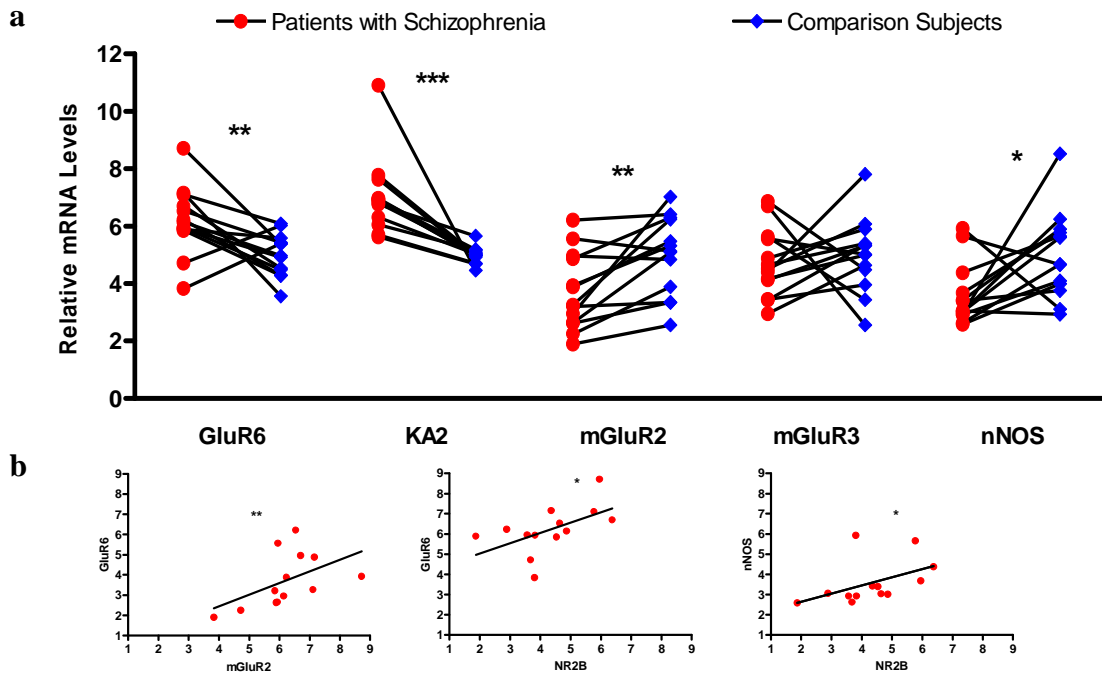 a
Patients with Schizophrenia
Comparison Subjects
Relative mRNA Levels
12
10
8
6
4
2
0
**
***
**
*
GluR6
KA2
mGluR2
mGluR3
nNOS
b
GluR6
9
8
7
6
5
4
3
2
1
**
1 2 3 4 5 6 7 8 9
mGluR2
GluR6
9
8
7
6
5
4
3
2
1
*
1 2 3 4 5 6 7 8 9
NR2B
nNOS
9
8
7
6
5
4
3
2
1
*
1 2 3 4 5 6 7 8 9
NR2B